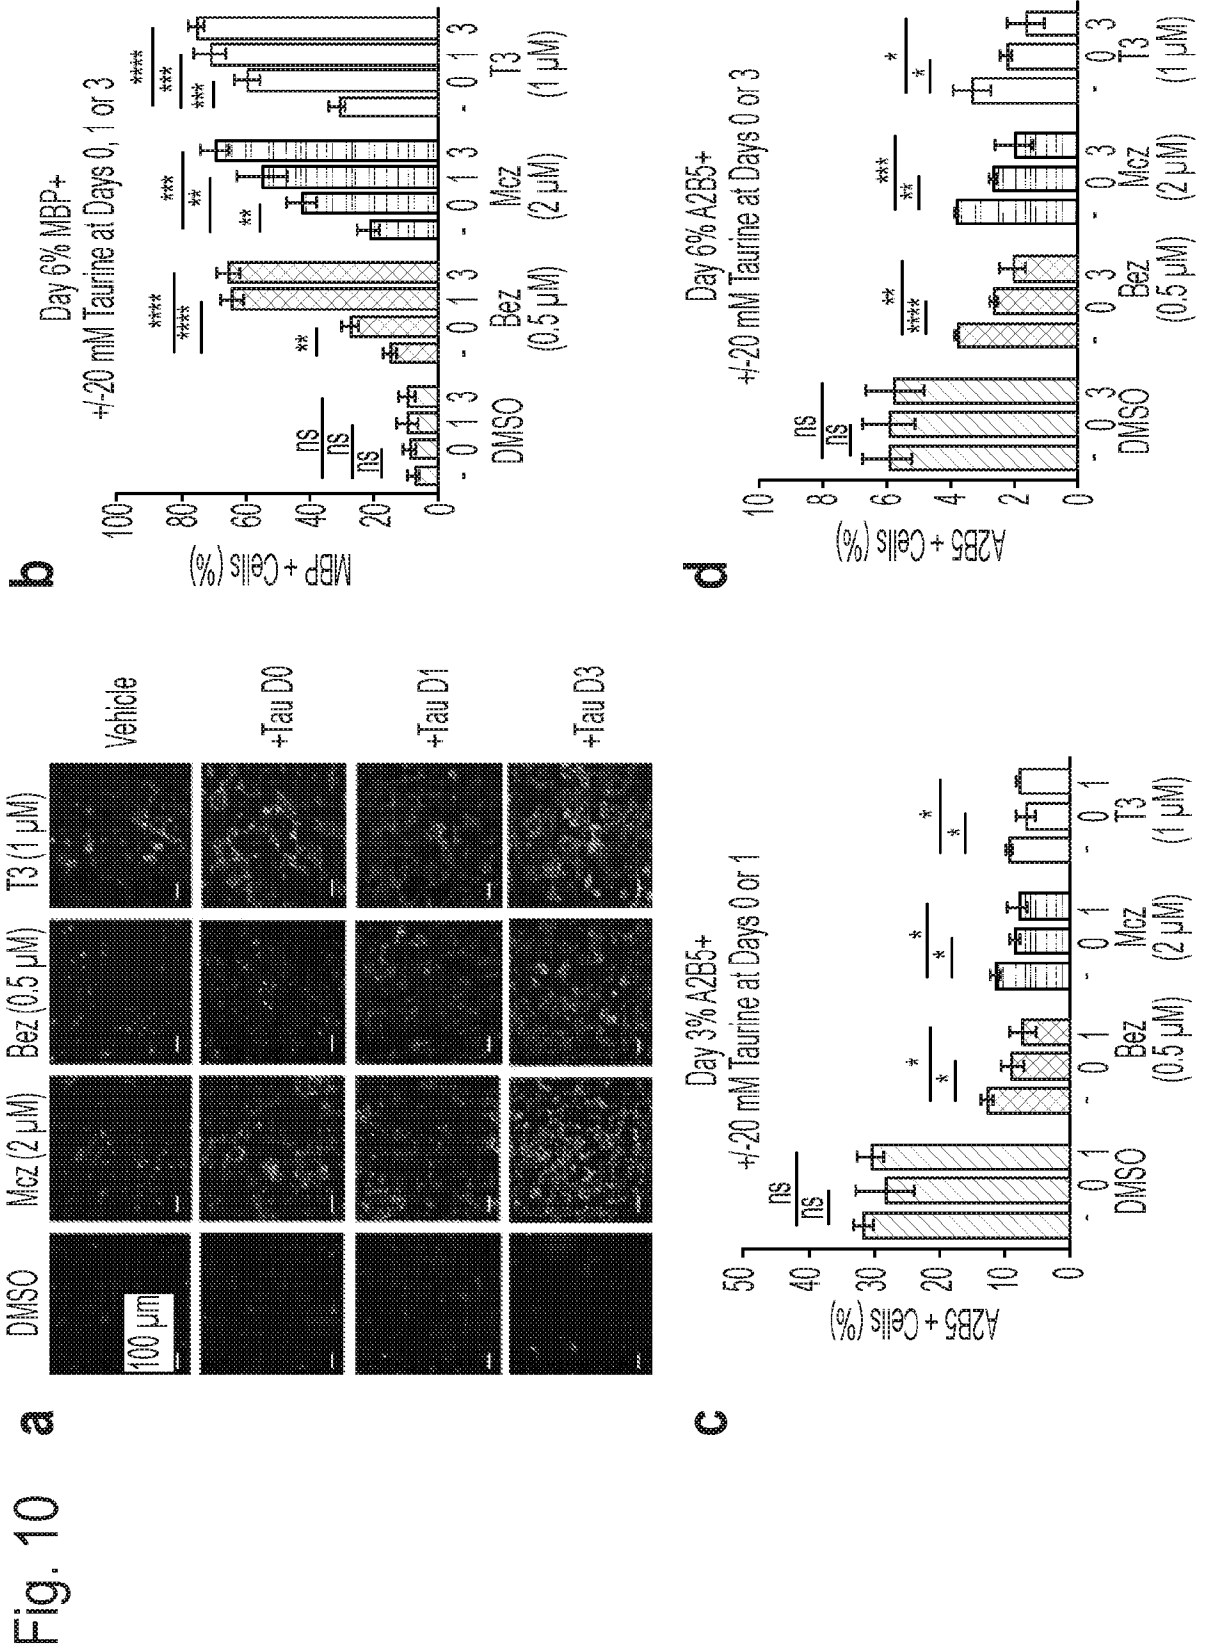 Fig. 10
a
DMSO
Mcz (2 µM)
Bez (0.5 µM)
T3 (1 µM)
100 µm
Vehicle
+Tau D0
+Tau D1
+Tau D3
b
Day 6% MBP+
+/-20 mM Taurine at Days 0, 1 or 3
MBP + Cells (%)
100
80
60
40
20
0
ns
ns
ns
****
****
**
***
**
**
****
***
***
- 0 1 3 - 0 1 3 - 0 1 3 - 0 1 3
DMSO Bez Mcz T3
(0.5 µM) (2 µM) (1 µM)
c
Day 3% A2B5+
+/-20 mM Taurine at Days 0 or 1
A2B5 + Cells (%)
50
40
30
20
10
0
ns
ns
*
*
*
*
*
*
- 0 1 - 0 1 - 0 1 - 0 1
DMSO Bez Mcz T3
(0.5 µM) (2 µM) (1 µM)
d
Day 6% A2B5+
+/-20 mM Taurine at Days 0 or 3
A2B5 + Cells (%)
10
8
6
4
2
0
ns
ns
**
****
***
**
*
*
- 0 3 - 0 3 - 0 3 - 0 3
DMSO Bez Mcz T3
(0.5 µM) (2 µM) (1 µM)